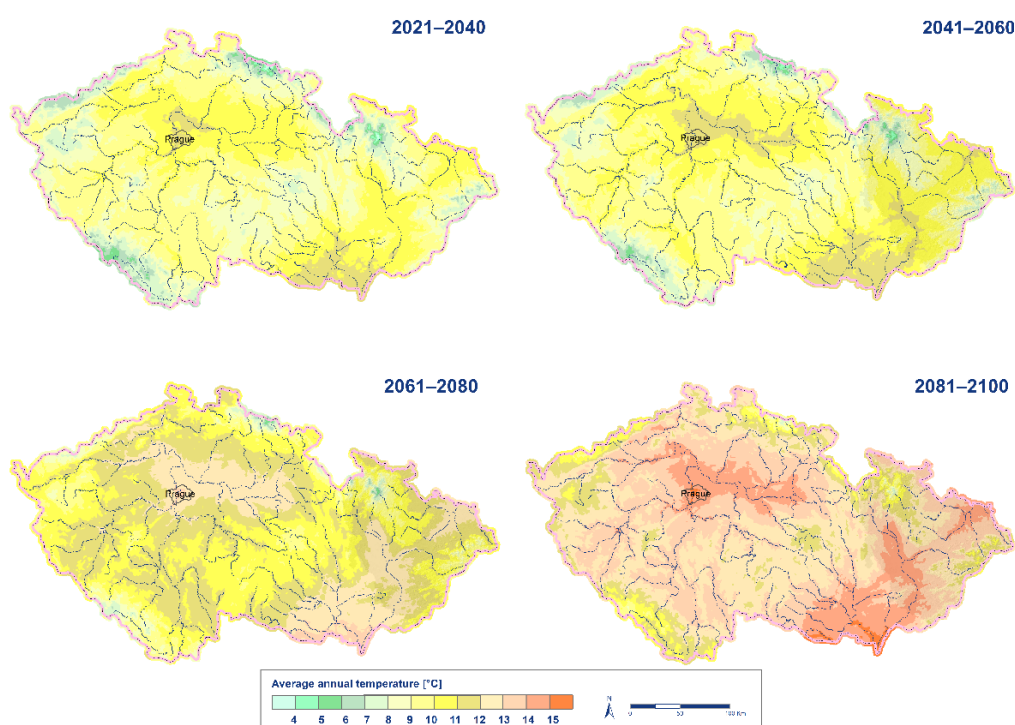 2021–2040
2041–2060
Prague
Prague
2061–2080
2081–2100
Prague
Prague
Average annual temperature [°C]
4 5 6 7 8 9 10 11 12 13 14 15
N
0 50 100 Km